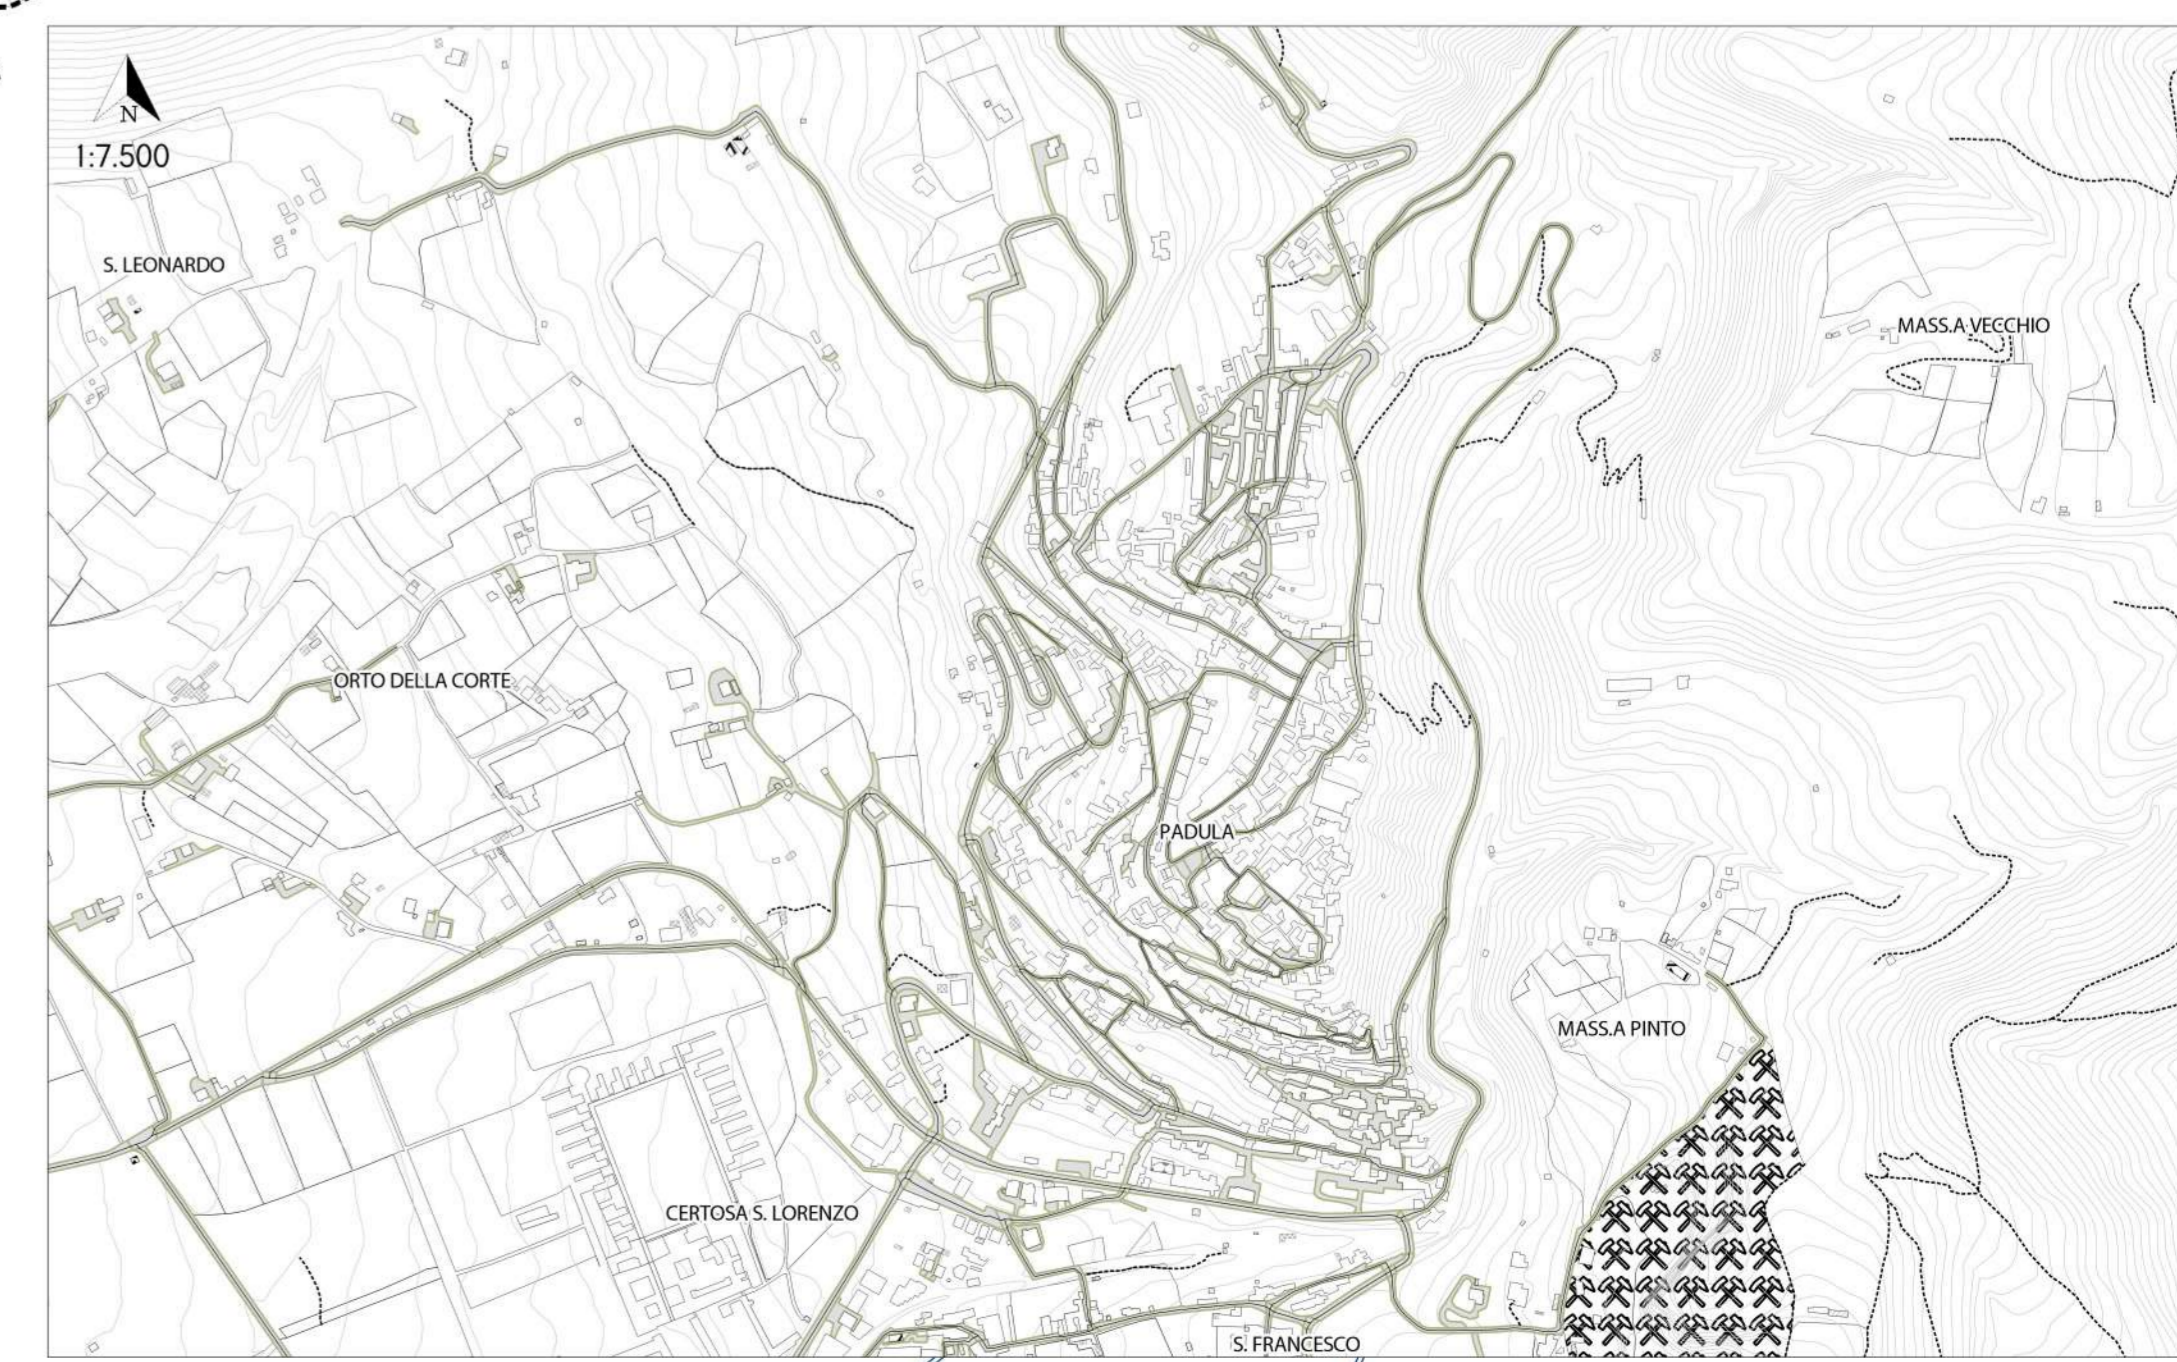 N
1:7.500
S. LEONARDO
MASS.A VECCHIO
ORTO DELLA CORTE
PADULA
MASS.A PINTO
CERTOSA S. LORENZO
S. FRANCESCO